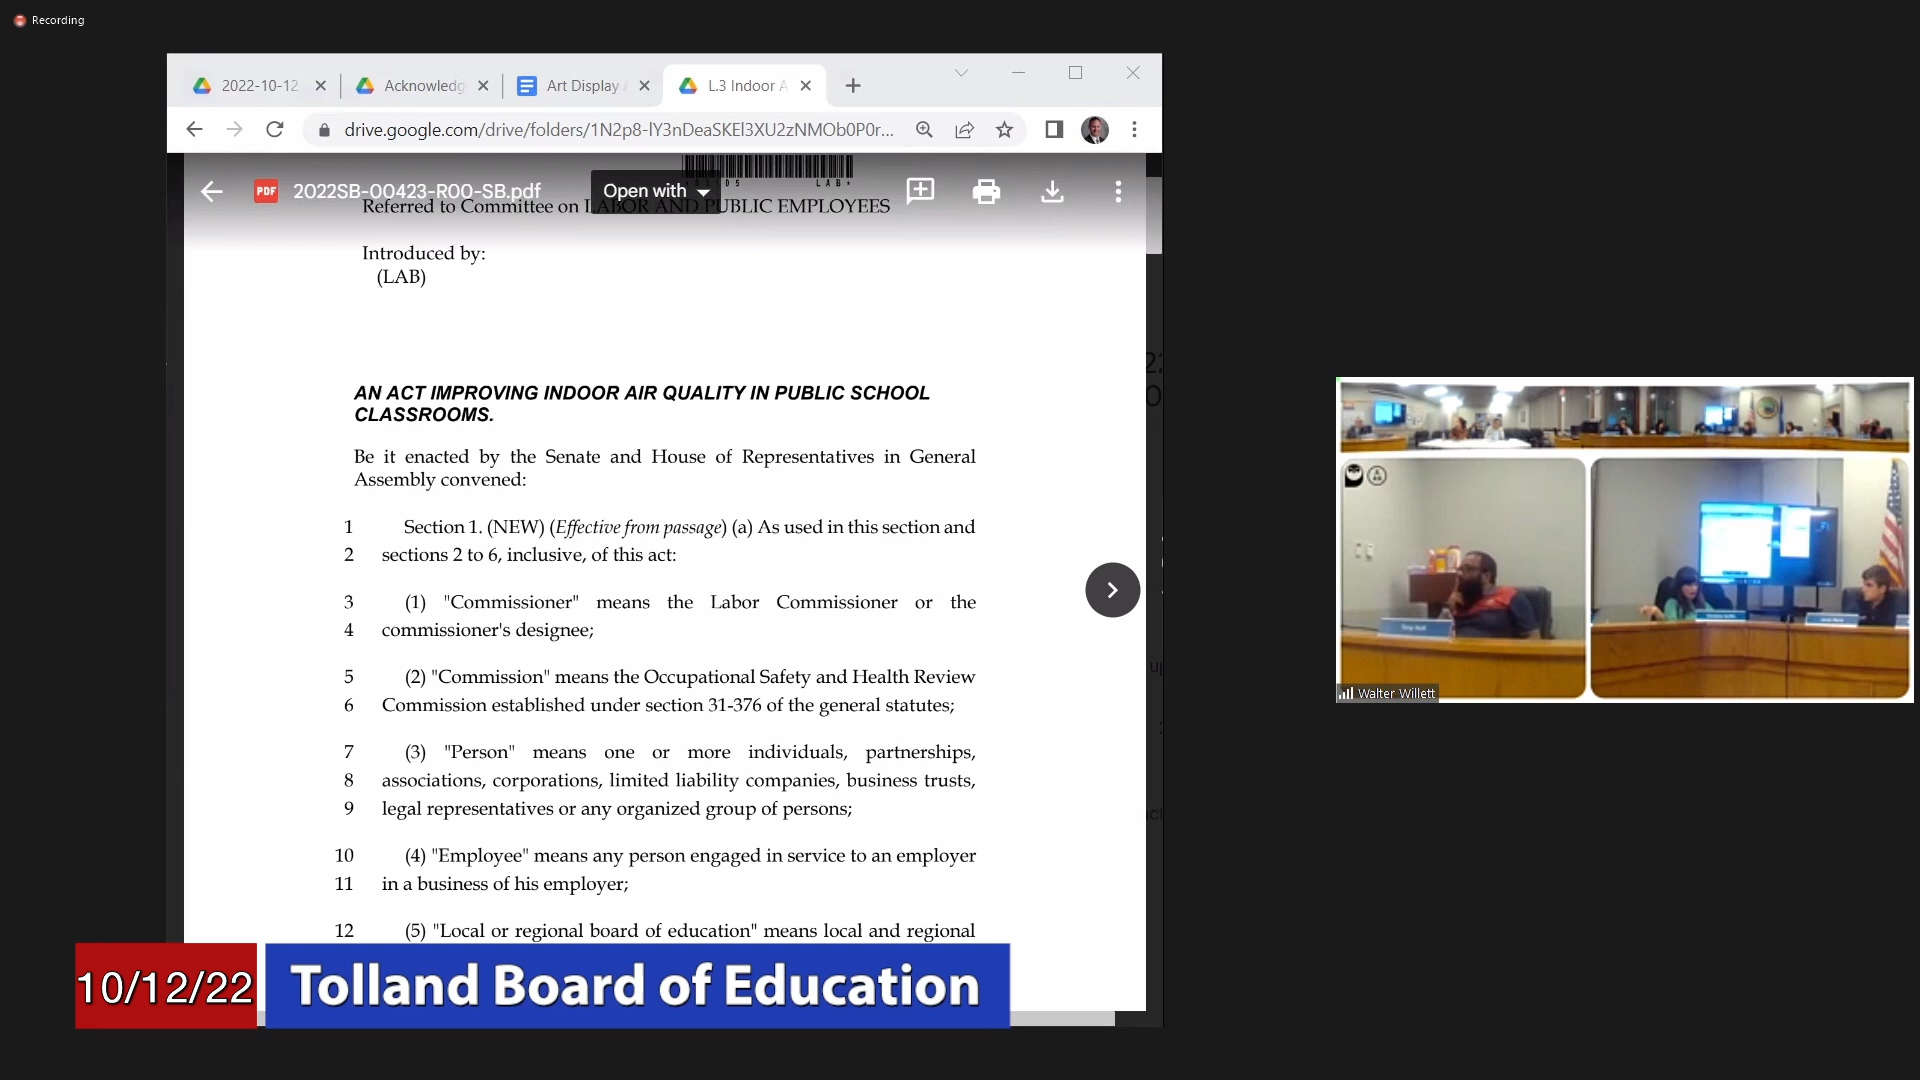 Recording
2022-10-12
Acknowledg
Art Display
L.3 Indoor A
drive.google.com/drive/folders/1N2p8-lY3nDeaSKEl3XU2zNMOb0P0r...
PDF 2022SB-00423-R00-SB.pdf
Open with
LAB*
Referred to Committee on LABOR AND PUBLIC EMPLOYEES
Introduced by:
(LAB)
AN ACT IMPROVING INDOOR AIR QUALITY IN PUBLIC SCHOOL
CLASSROOMS.
Be it enacted by the Senate and House of Representatives in General
Assembly convened:
1 Section 1. (NEW) (Effective from passage) (a) As used in this section and
2 sections 2 to 6, inclusive, of this act:
3 (1) "Commissioner" means the Labor Commissioner or the
4 commissioner's designee;
5 (2) "Commission" means the Occupational Safety and Health Review
6 Commission established under section 31-376 of the general statutes;
7 (3) "Person" means one or more individuals, partnerships,
8 associations, corporations, limited liability companies, business trusts,
9 legal representatives or any organized group of persons;
10 (4) "Employee" means any person engaged in service to an employer
11 in a business of his employer;
12 (5) "Local or regional board of education" means local and regional
10/12/22
Tolland Board of Education
Walter Willett